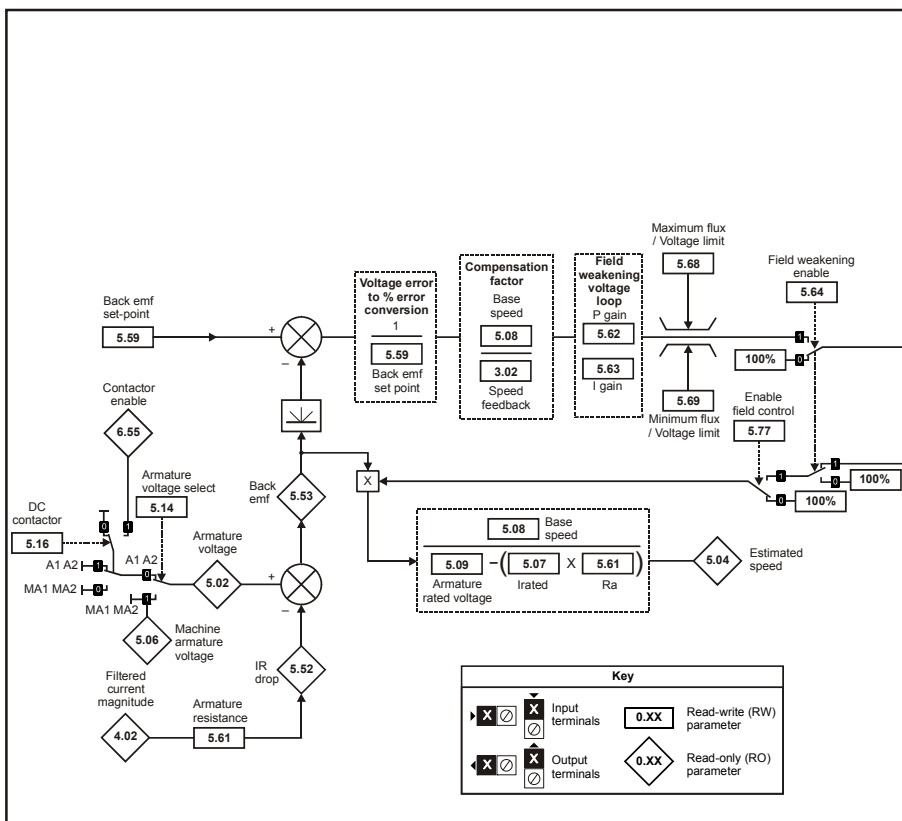 Maximum flux
/ Voltage limit
5.68
Field weakening
enable
5.64
Voltage error
to % error
conversion
1
5.59
Back emf
set point
Compensation
factor
Base
speed
5.08
3.02
Speed
feedback
Field
weakening
voltage
loop
P gain
5.62
5.63
I gain
Back emf
set-point
5.59
+
–
1
0
100%
5.69
Minimum flux
/ Voltage limit
Enable
field control
5.77
1
0
100%
1
0
100%
Contactor
enable
6.55
Armature
voltage select
5.14
DC
contactor
5.16
0
1
A1 A2
1
A1 A2
0
MA1 MA2
0
MA1 MA2
1
Armature
voltage
5.02
+
–
Back
emf
5.53
X
5.06
Machine
armature
voltage
5.08
Base
speed
5.09
–
(
5.07
X
5.61
)
Armature
rated voltage
Irated
Ra
5.04
Estimated
speed
IR
drop
5.52
Filtered
current
magnitude
4.02
Armature
resistance
5.61
Key
X
X
Input
terminals
0.XX
Read-write (RW)
parameter
X
X
Output
terminals
0.XX
Read-only (RO)
parameter